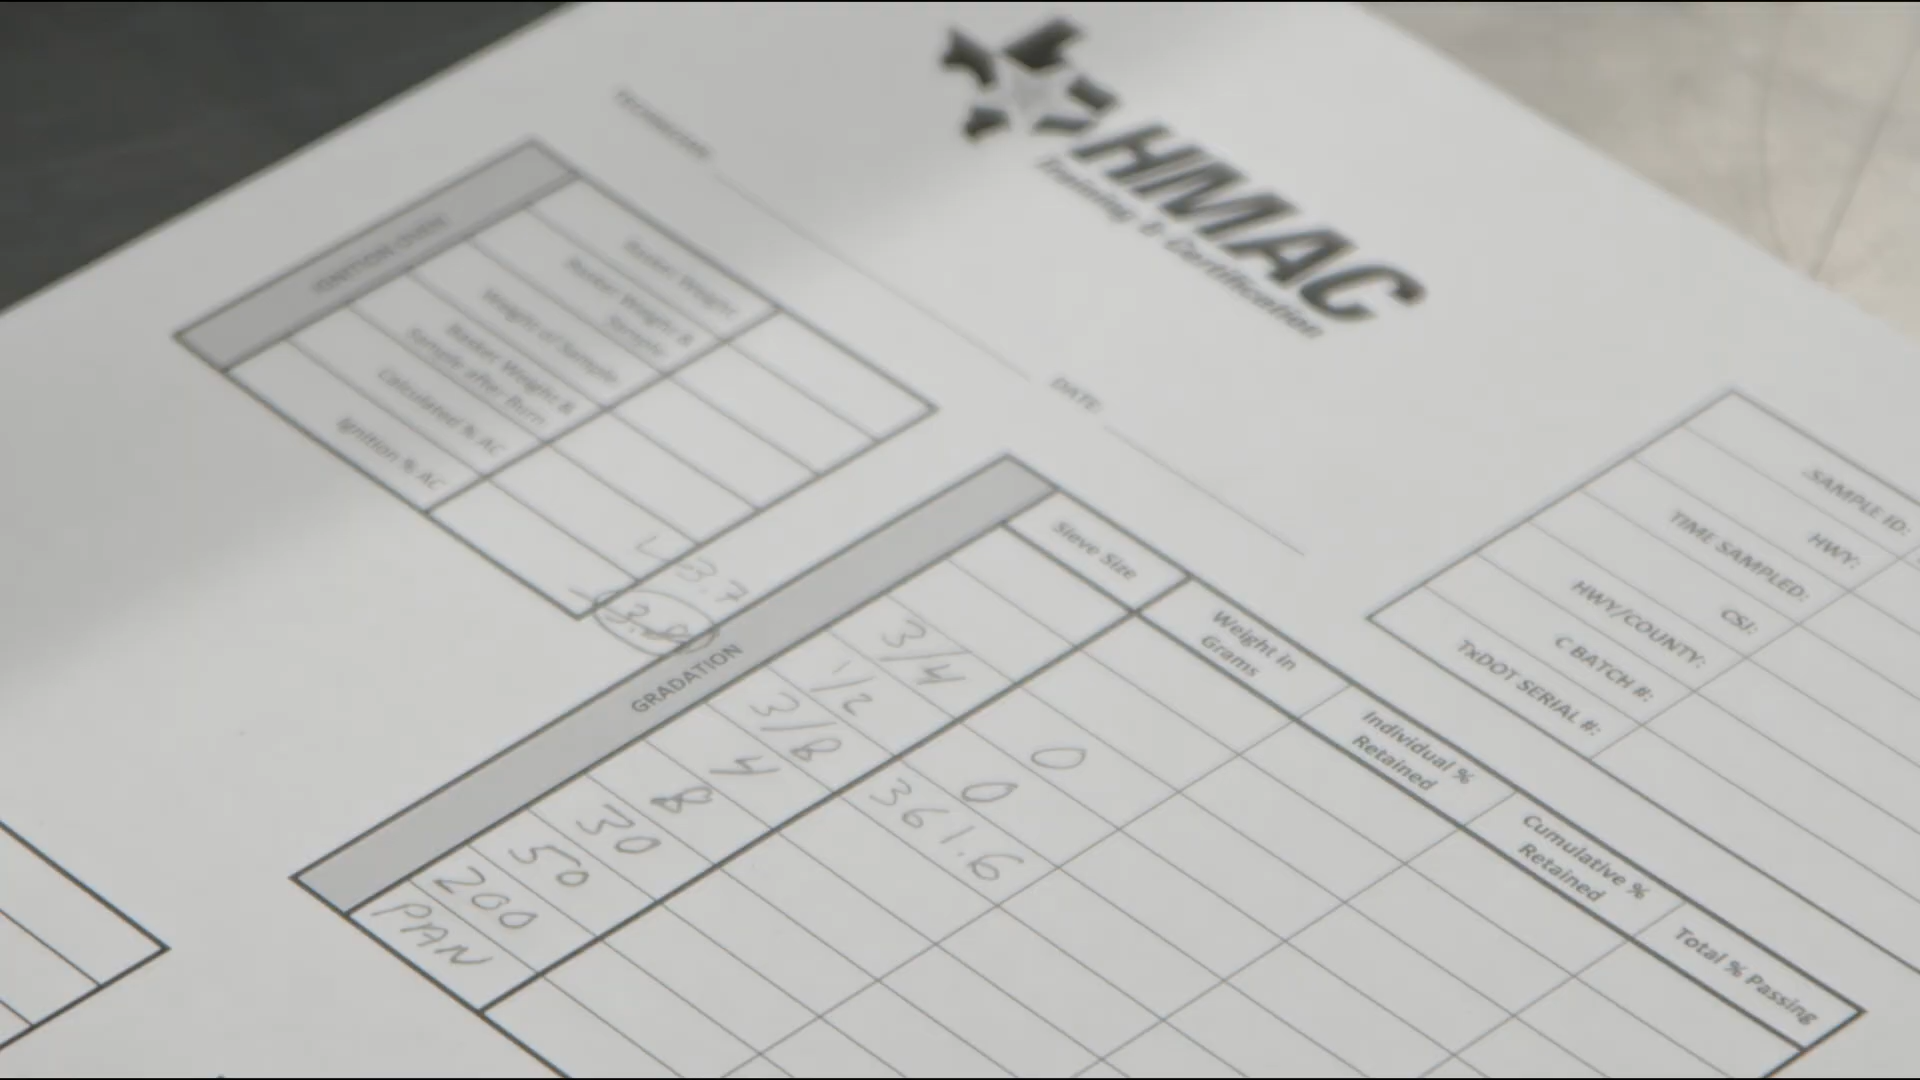 HMAC
Training & Certification
TECHNICIAN:
DATE:
IGNITION OVEN
Basket Weight
Basket Weight &
Sample
Weight of Sample
Basket Weight &
Sample after Burn
Calculated % AC
Ignition % AC
3.7
SAMPLE ID:
HWY:
TIME SAMPLED:
CSJ:
HWY/COUNTY:
C BATCH #:
TxDOT SERIAL #:
GRADATION
Sieve Size
Weight in
Grams
Individual %
Retained
Cumulative %
Retained
Total % Passing
3/4 0
1/2 0
3/8 361.6
4
8
30
50
200
PAN